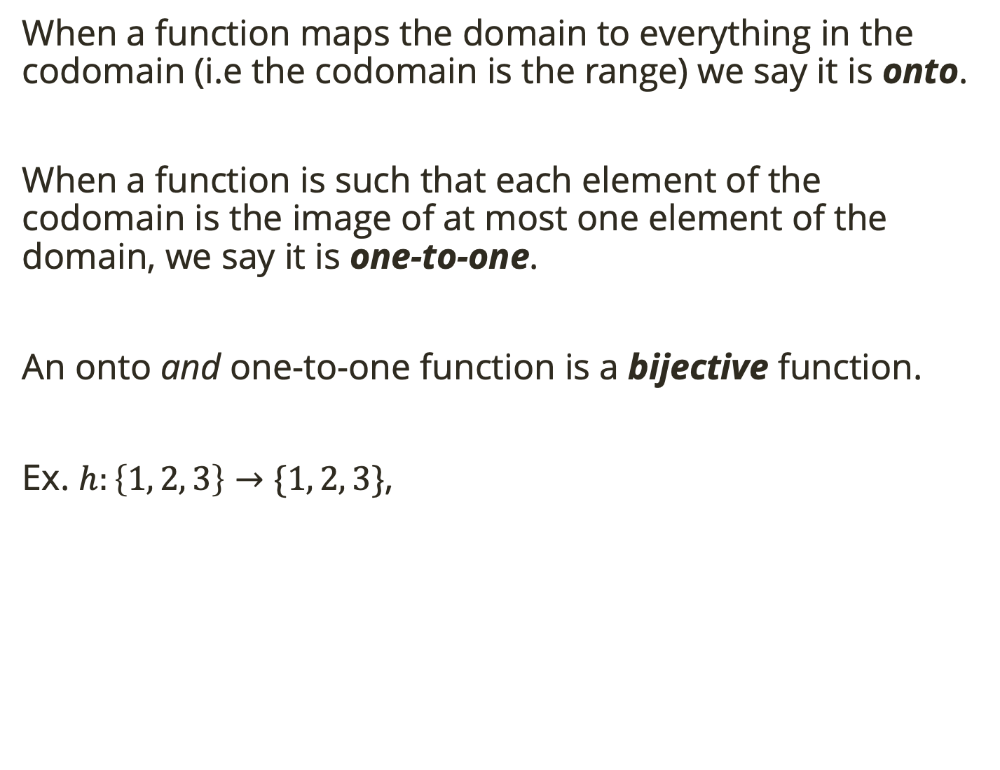 When a function maps the domain to everything in the
codomain (i.e the codomain is the range) we say it is onto.
When a function is such that each element of the
codomain is the image of at most one element of the
domain, we say it is one-to-one.
An onto and one-to-one function is a bijective function.
Ex. ℎ: {1, 2, 3} → {1, 2, 3},